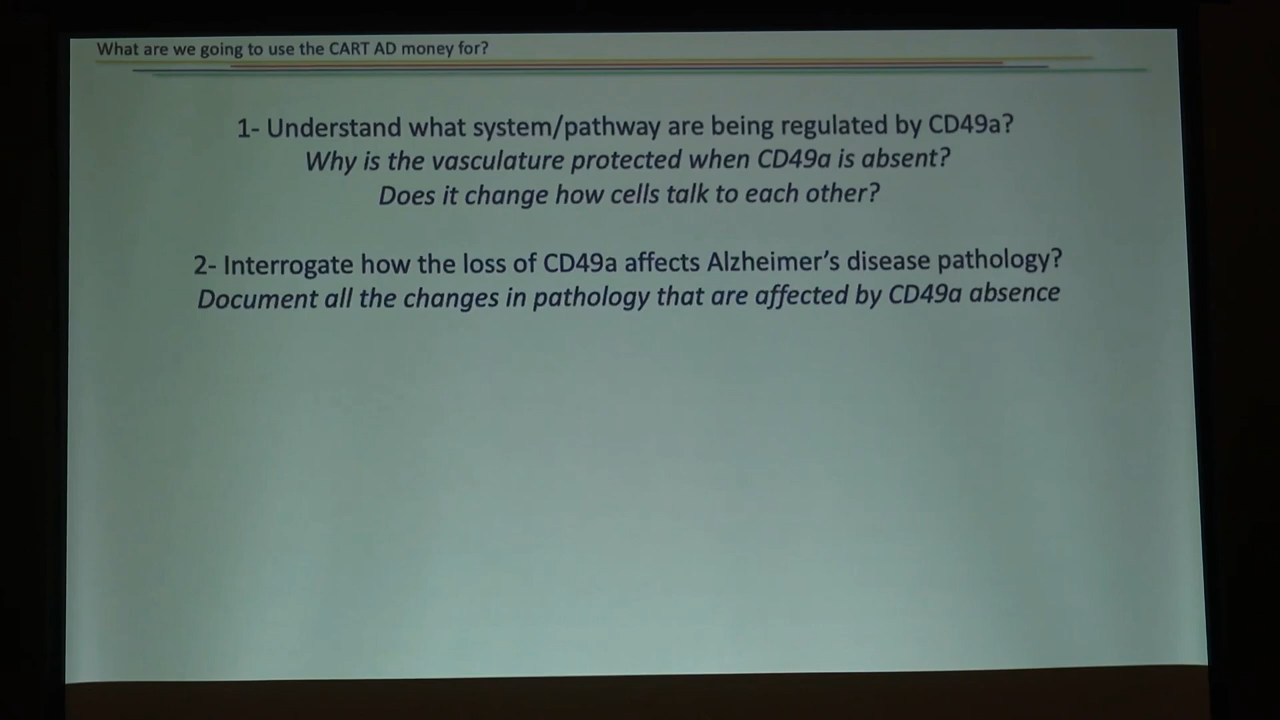 What are we going to use the CART AD money for?
1- Understand what system/pathway are being regulated by CD49a?
Why is the vasculature protected when CD49a is absent?
Does it change how cells talk to each other?
2- Interrogate how the loss of CD49a affects Alzheimer's disease pathology?
Document all the changes in pathology that are affected by CD49a absence